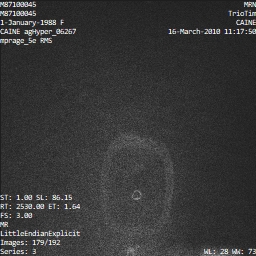 M87100045
MRN
M87100045
TrioTim
1-January-1988 F
CAINE
CAINE agHyper_06267
16-March-2010 11:17:50
mprage_5e RMS
ST: 1.00 SL: 86.15
RT: 2530.00 ET: 1.64
FS: 3.00
MR
LittleEndianExplicit
Images: 179/192
Series: 3
WL: 28 WW: 73